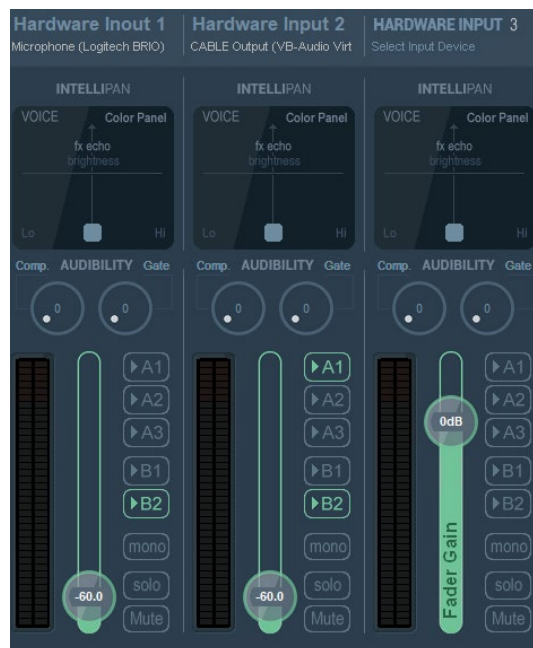 Hardware Inout 1
Microphone (Logitech BRIO)
INTELLIPAN
VOICE
Color Panel
fx echo
brightness
Lo
Hi
Comp.
AUDIBILITY
Gate
0
0
A1
A2
A3
B1
B2
mono
solo
Mute
-60.0
Hardware Input 2
CABLE Output (VB-Audio Virt
INTELLIPAN
VOICE
Color Panel
fx echo
brightness
Lo
Hi
Comp.
AUDIBILITY
Gate
0
0
A1
A2
A3
B1
B2
mono
solo
Mute
-60.0
HARDWARE INPUT 3
Select Input Device
INTELLIPAN
VOICE
Color Panel
fx echo
brightness
Lo
Hi
Comp.
AUDIBILITY
Gate
0
0
0dB
Fader Gain
A1
A2
A3
B1
B2
mono
solo
Mute